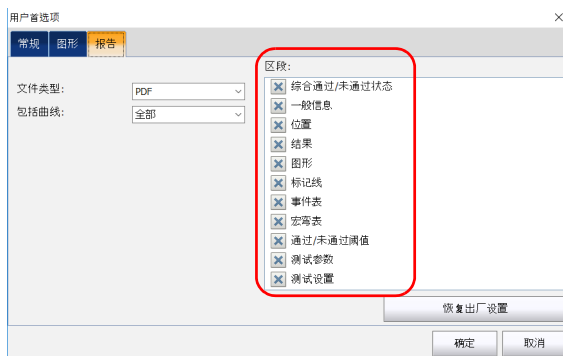 用户首选项
常规 图形 报告
区段:
文件类型: PDF
包括曲线: 全部
综合通过/未通过状态
一般信息
位置
结果
图形
标记线
事件表
宏弯表
通过/未通过阈值
测试参数
测试设置
恢复出厂设置
确定 取消